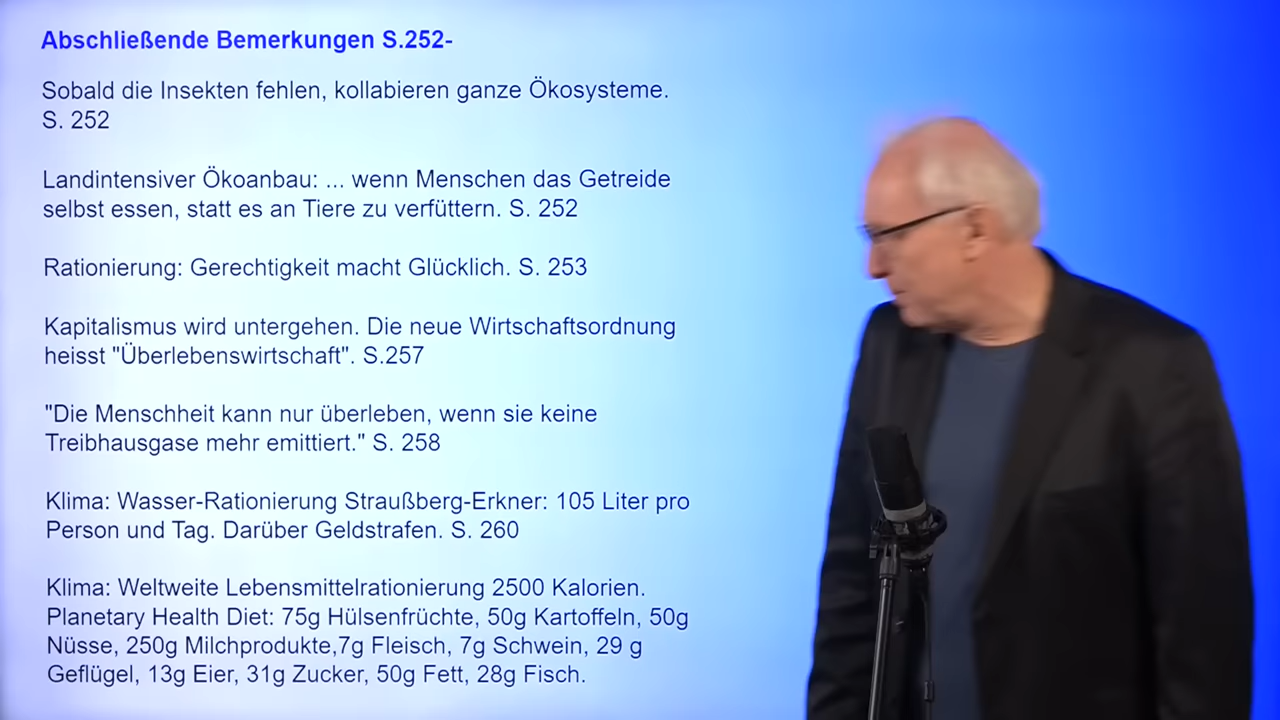 Abschließende Bemerkungen S.252-
Sobald die Insekten fehlen, kollabieren ganze Ökosysteme.
S. 252
Landintensiver Ökoanbau: ... wenn Menschen das Getreide
selbst essen, statt es an Tiere zu verfüttern. S. 252
Rationierung: Gerechtigkeit macht Glücklich. S. 253
Kapitalismus wird untergehen. Die neue Wirtschaftsordnung
heisst "Überlebenswirtschaft". S.257
"Die Menschheit kann nur überleben, wenn sie keine
Treibhausgase mehr emittiert." S. 258
Klima: Wasser-Rationierung Straußberg-Erkner: 105 Liter pro
Person und Tag. Darüber Geldstrafen. S. 260
Klima: Weltweite Lebensmittelrationierung 2500 Kalorien.
Planetary Health Diet: 75g Hülsenfrüchte, 50g Kartoffeln, 50g
Nüsse, 250g Milchprodukte,7g Fleisch, 7g Schwein, 29 g
Geflügel, 13g Eier, 31g Zucker, 50g Fett, 28g Fisch.